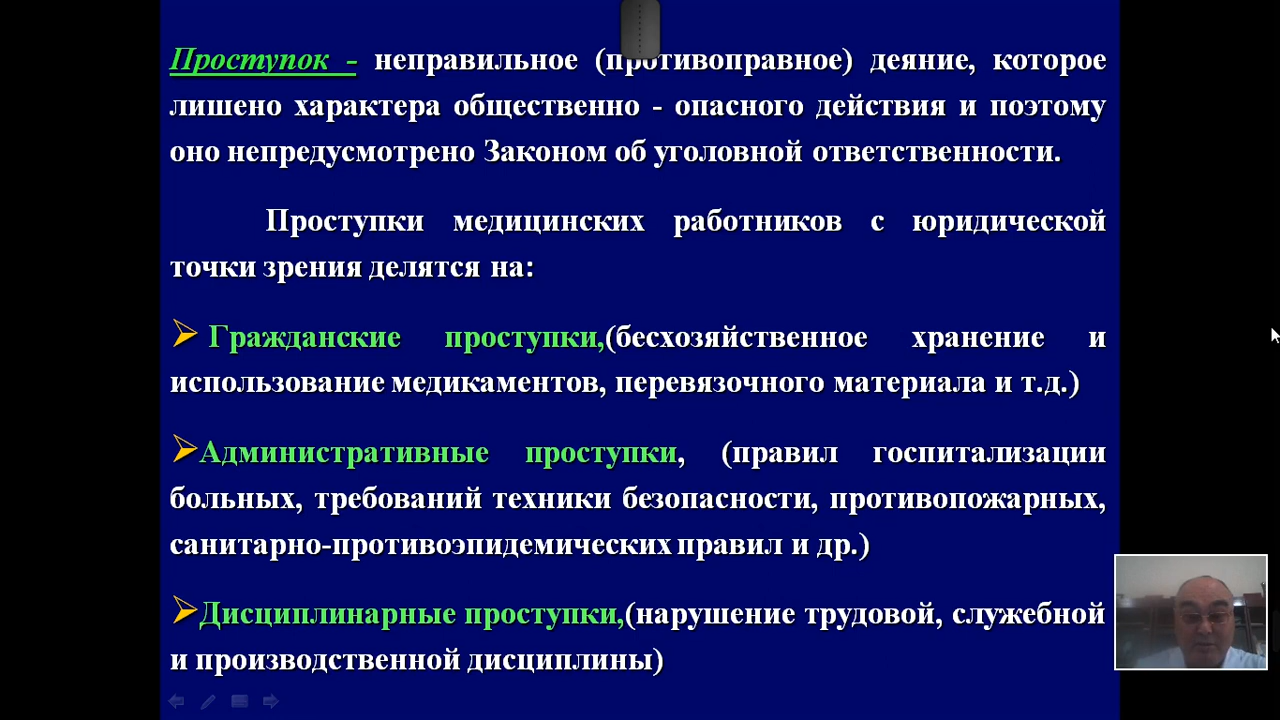 Проступок - неправильное (противоправное) деяние, которое
лишено характера общественно - опасного действия и поэтому
оно непредусмотрено Законом об уголовной ответственности.
Проступки медицинских работников с юридической
точки зрения делятся на:
Гражданские проступки,(бесхозяйственное хранение и
использование медикаментов, перевязочного материала и т.д.)
Административные проступки, (правил госпитализации
больных, требований техники безопасности, противопожарных,
санитарно-противоэпидемических правил и др.)
Дисциплинарные проступки,(нарушение трудовой, служебной
и производственной дисциплины)